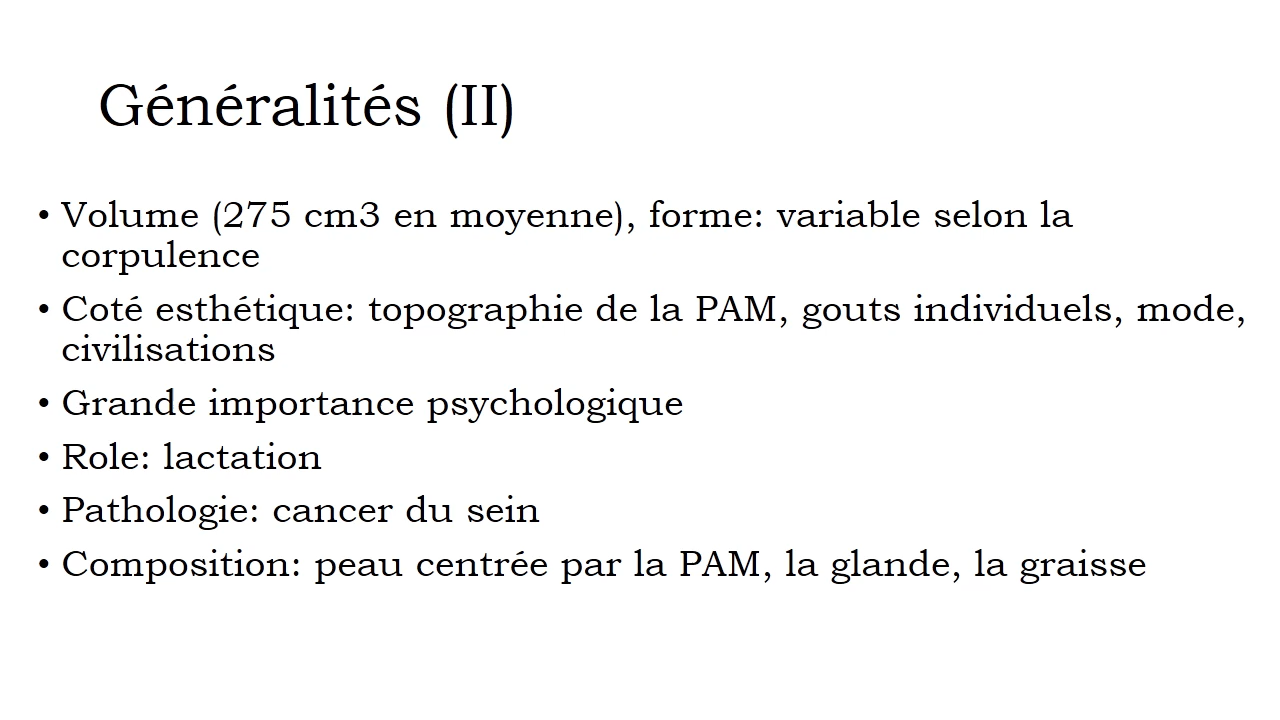 Généralités (II)
• Volume (275 cm3 en moyenne), forme: variable selon la
corpulence
• Coté esthétique: topographie de la PAM, gouts individuels, mode,
civilisations
• Grande importance psychologique
• Role: lactation
• Pathologie: cancer du sein
• Composition: peau centrée par la PAM, la glande, la graisse